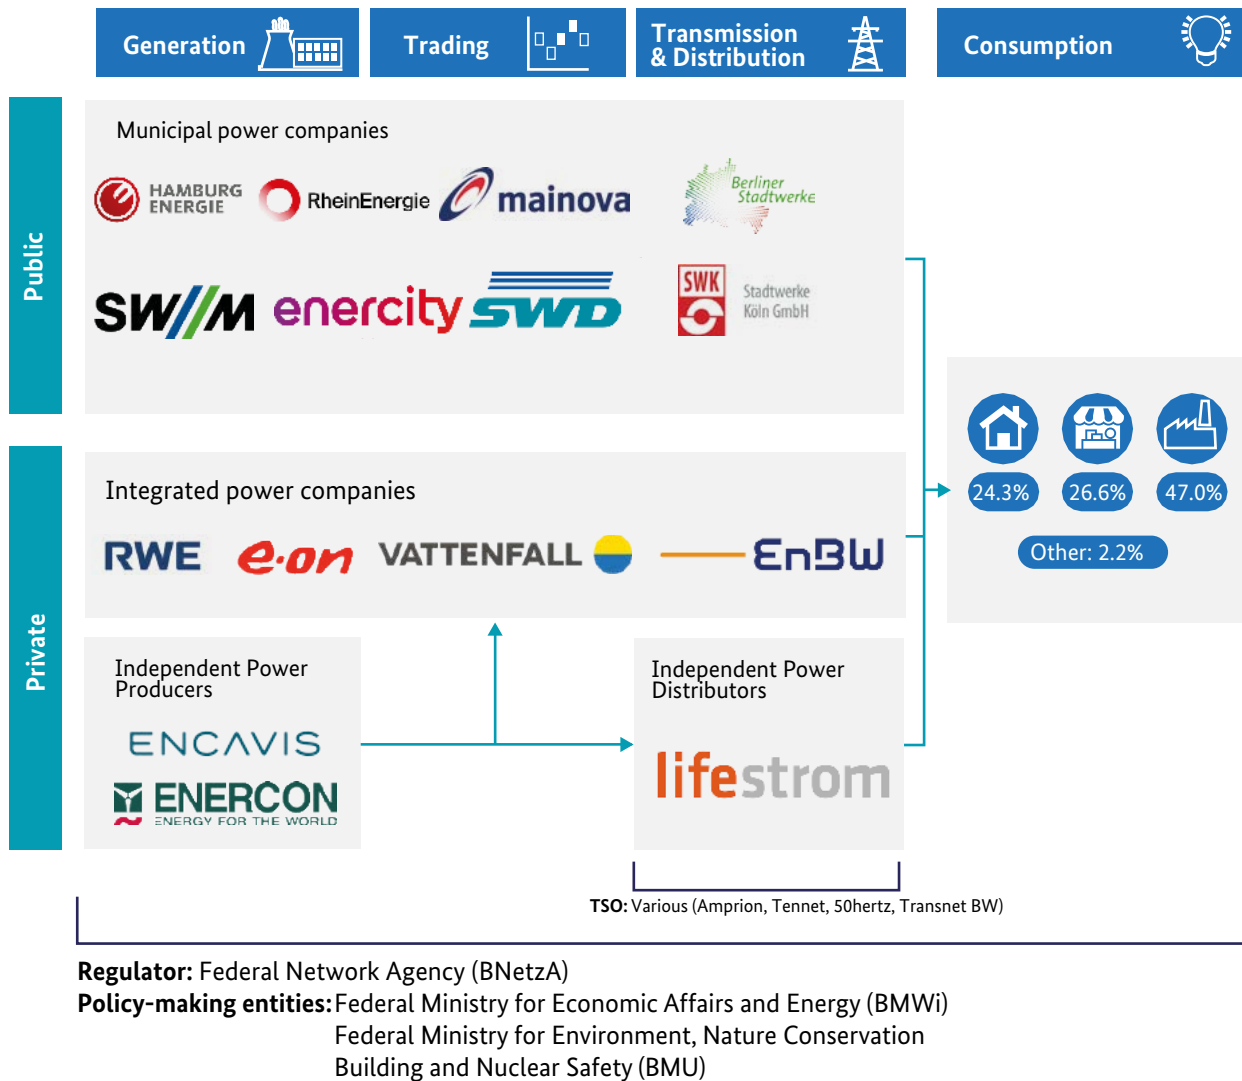 Generation
Trading
Transmission
& Distribution
Consumption
Public
Municipal power companies
HAMBURG
ENERGIE
RheinEnergie
mainova
Berliner
Stadtwerke
SW//M
enercity
SWD
SWK
Stadtwerke
Köln GmbH
24.3%
26.6%
47.0%
Other: 2.2%
Private
Integrated power companies
RWE
e·on
VATTENFALL
EnBW
Independent Power
Producers
ENCAVIS
ENERCON
ENERGY FOR THE WORLD
Independent Power
Distributors
lifestrom
TSO: Various (Amprion, Tennet, 50hertz, Transnet BW)
Regulator: Federal Network Agency (BNetzA)
Policy-making entities: Federal Ministry for Economic Affairs and Energy (BMWi)
Federal Ministry for Environment, Nature Conservation
Building and Nuclear Safety (BMU)